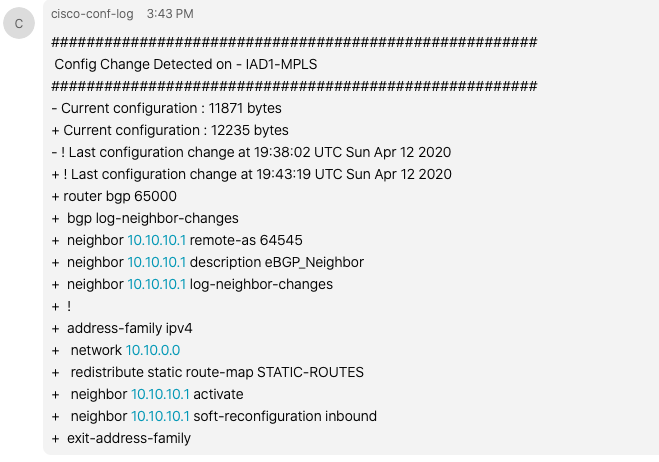 C
cisco-conf-log 3:43 PM
#######################################################
Config Change Detected on - IAD1-MPLS
#######################################################
- Current configuration : 11871 bytes
+ Current configuration : 12235 bytes
- ! Last configuration change at 19:38:02 UTC Sun Apr 12 2020
+ ! Last configuration change at 19:43:19 UTC Sun Apr 12 2020
+ router bgp 65000
+  bgp log-neighbor-changes
+  neighbor 10.10.10.1 remote-as 64545
+  neighbor 10.10.10.1 description eBGP_Neighbor
+  neighbor 10.10.10.1 log-neighbor-changes
+  !
+  address-family ipv4
+   network 10.10.0.0
+   redistribute static route-map STATIC-ROUTES
+   neighbor 10.10.10.1 activate
+   neighbor 10.10.10.1 soft-reconfiguration inbound
+  exit-address-family